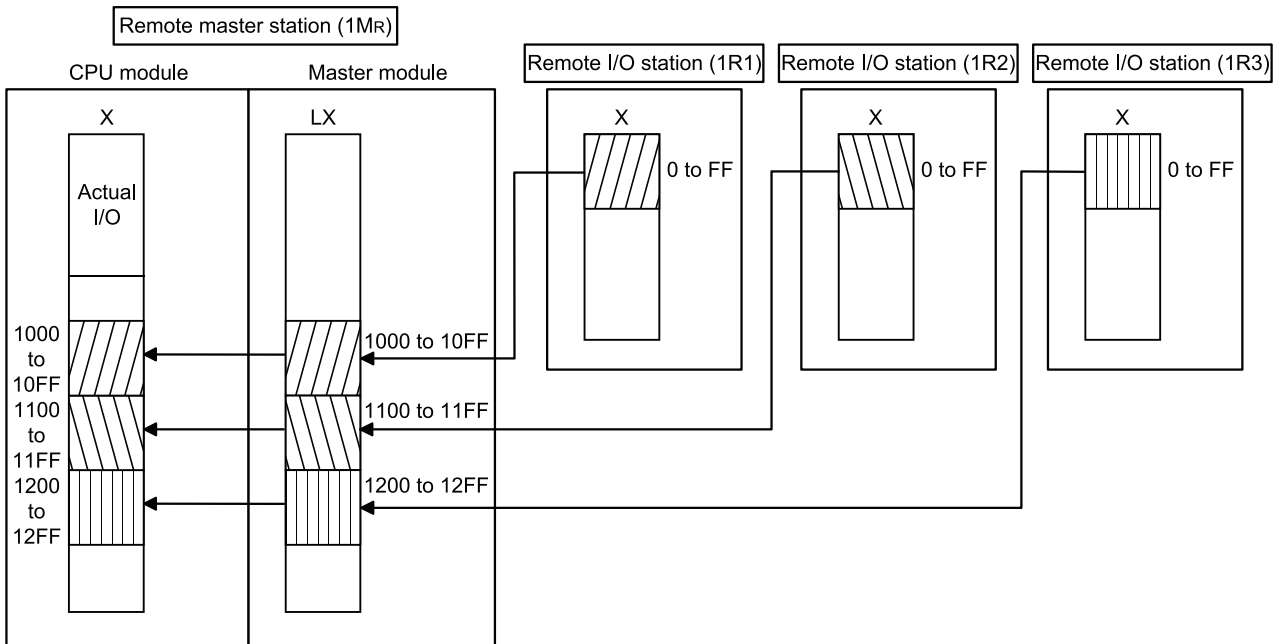 Remote master station (1MR)
CPU module
Master module
Remote I/O station (1R1)
Remote I/O station (1R2)
Remote I/O station (1R3)
X
LX
X
X
X
Actual
I/O
0 to FF
0 to FF
0 to FF
1000
to
10FF
1100
to
11FF
1200
to
12FF
1000 to 10FF
1100 to 11FF
1200 to 12FF